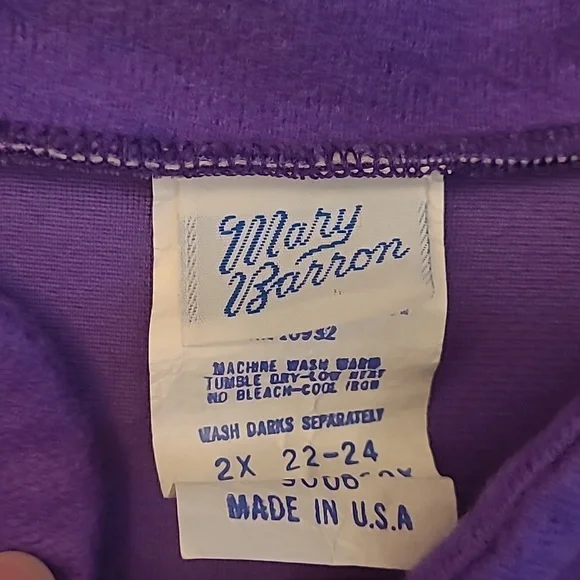 Mary
Barron
MACHINE WASH WARM
TUMBLE DRY-LOW HEAT
NO BLEACH-COOL IRON
WASH DARKS SEPARATELY
2X 22-24
MADE IN U.S.A